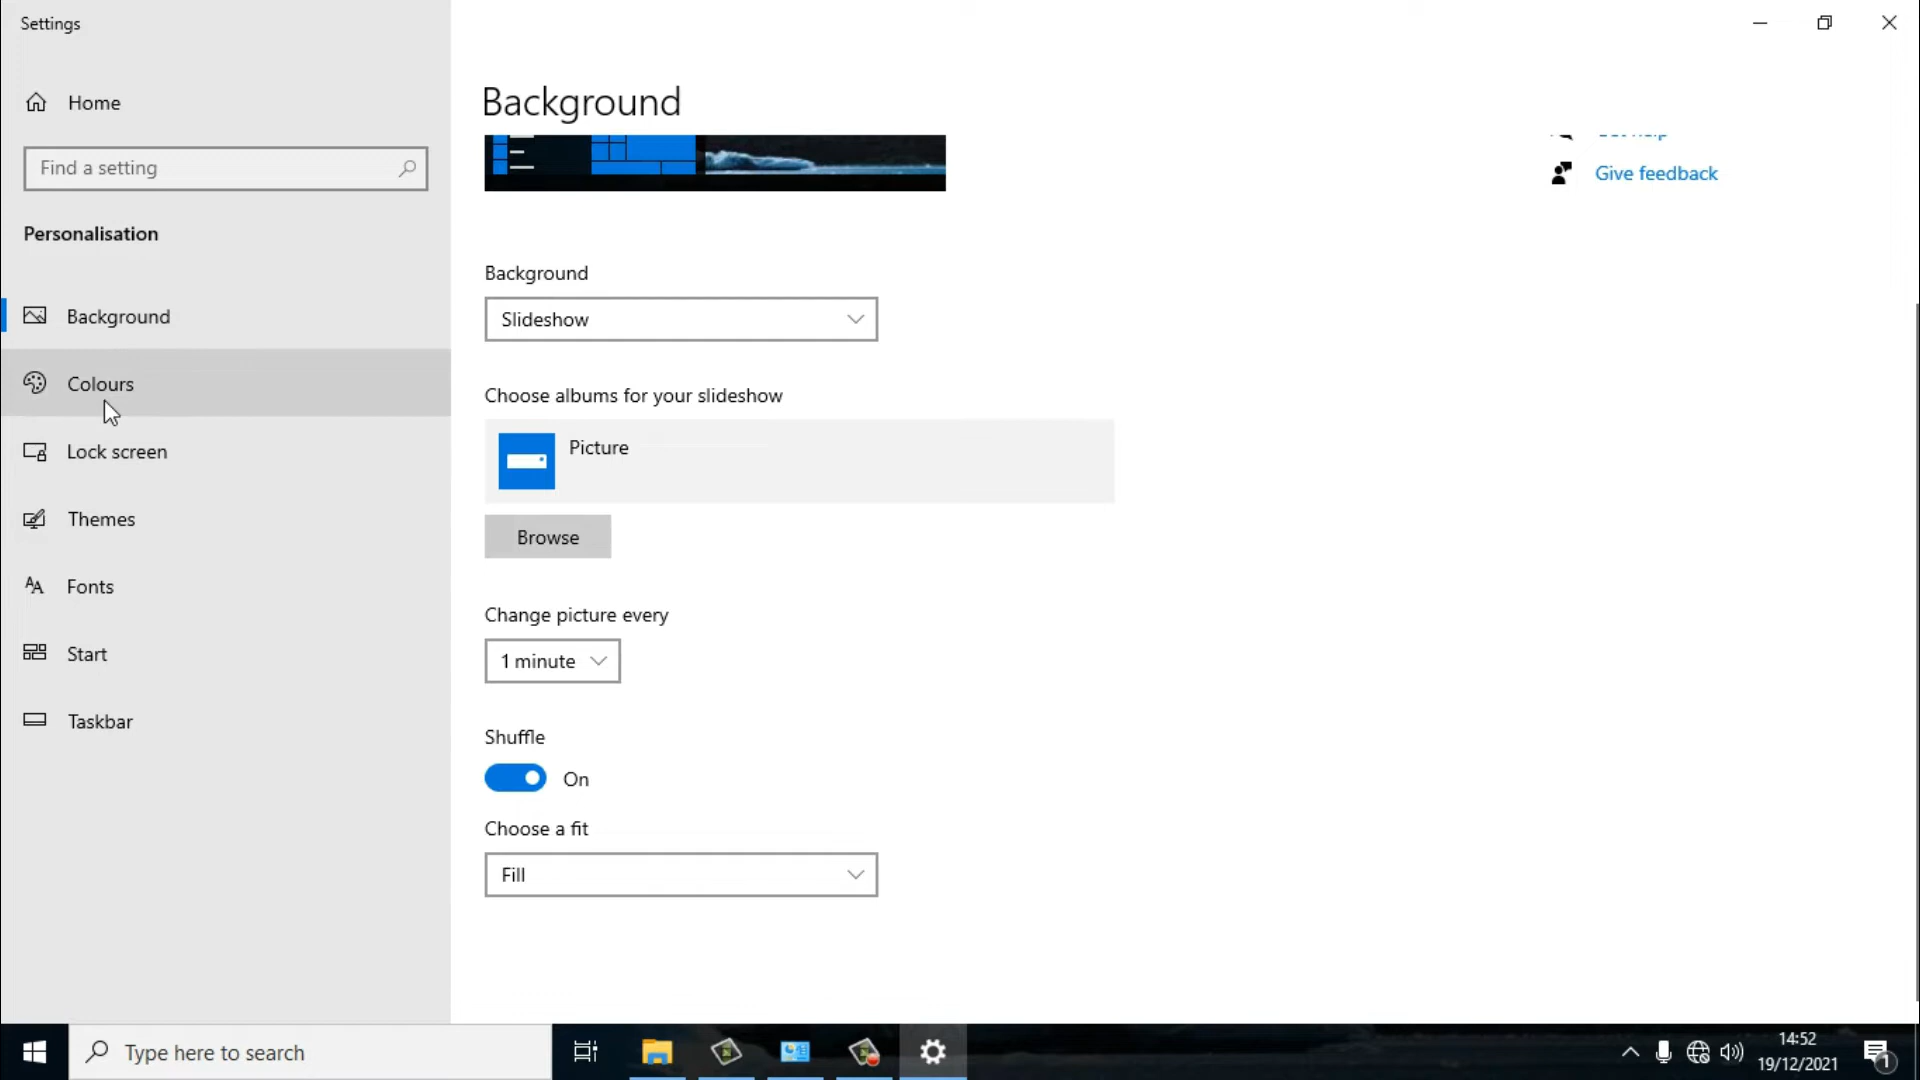 Settings
Home
Find a setting
Personalisation
Background
Colours
Lock screen
Themes
Fonts
Start
Taskbar
Background
Give feedback
Background
Slideshow
Choose albums for your slideshow
Picture
Browse
Change picture every
1 minute
Shuffle
On
Choose a fit
Fill
Type here to search
14:52
19/12/2021
1